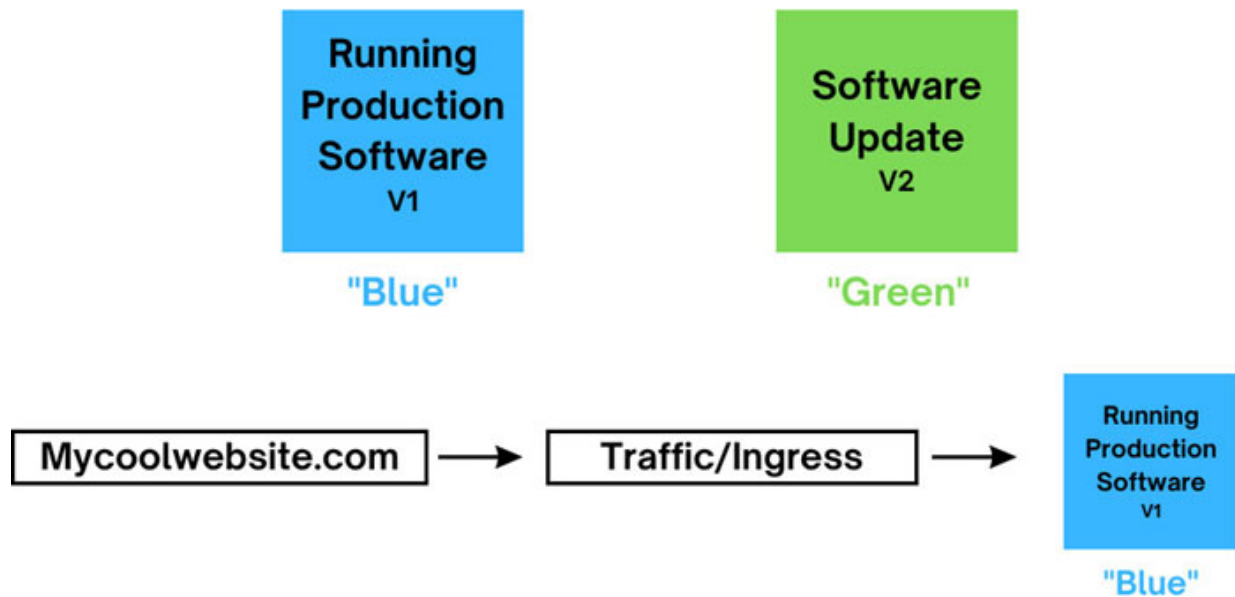 Running
Production
Software
V1
"Blue"
Software
Update
V2
"Green"
Mycoolwebsite.com
Traffic/Ingress
Running
Production
Software
V1
"Blue"